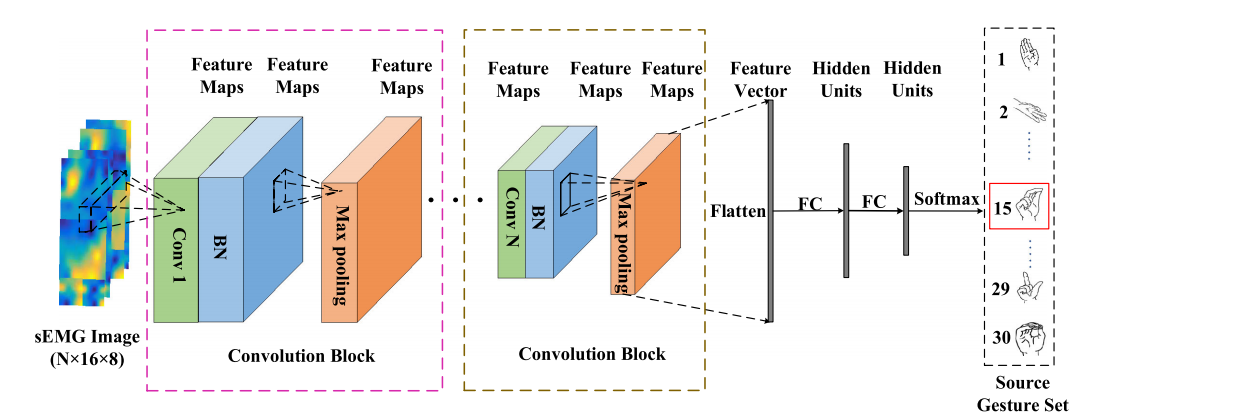 Feature
Maps
Feature
Maps
Feature
Maps
Conv 1
BN
Max pooling
Convolution Block
sEMG Image
(N×16×8)
Feature
Maps
Feature
Maps
Feature
Maps
Conv N
BN
Max pooling
Convolution Block
Feature
Vector
Hidden
Units
Hidden
Units
Flatten
FC
FC
Softmax
1
2
15
29
30
Source
Gesture Set